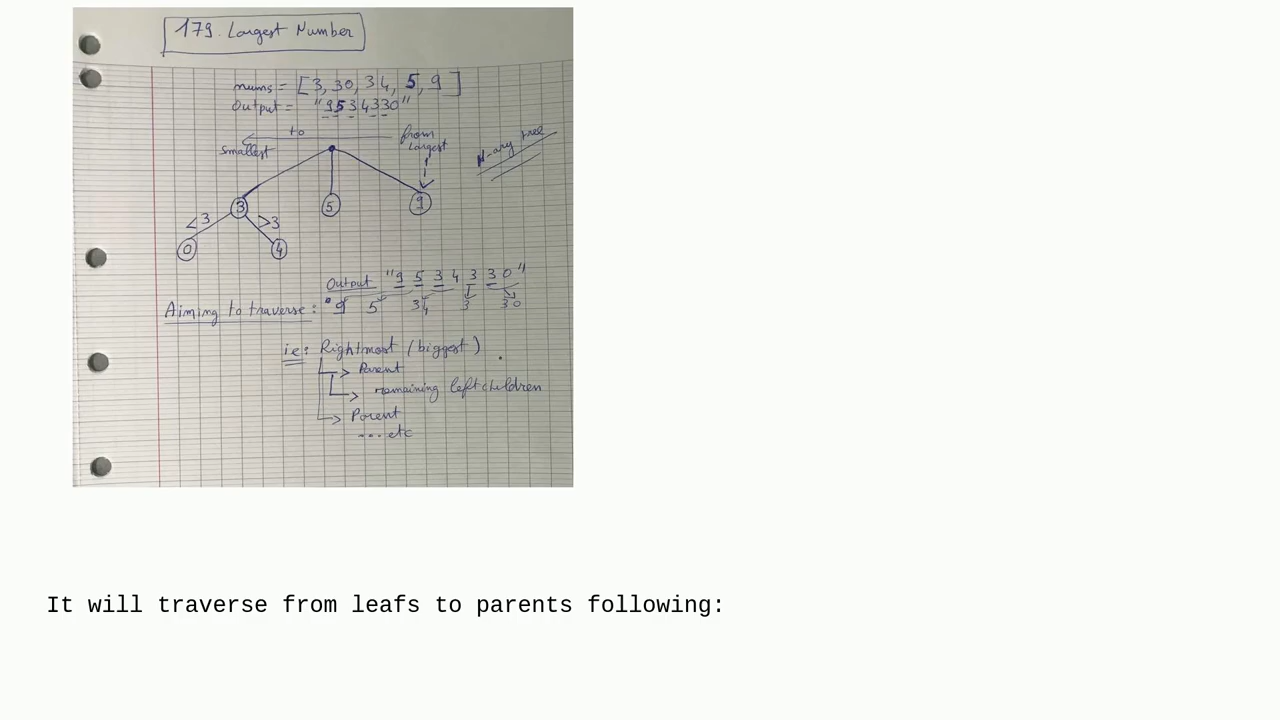 179. Largest Number
nums = [3, 30, 34, 5, 9]
Output = "9534330"
to
Smallest
from
largest
N-ary tree
3 5 9
< 3 >3
0 4
Output "9 5 3 4 3 3 0"
Aiming to traverse: 9 5 34 3 30
ie: Rightmost (biggest)
Parent
remaining left children
Parent
... etc
It will traverse from leafs to parents following: